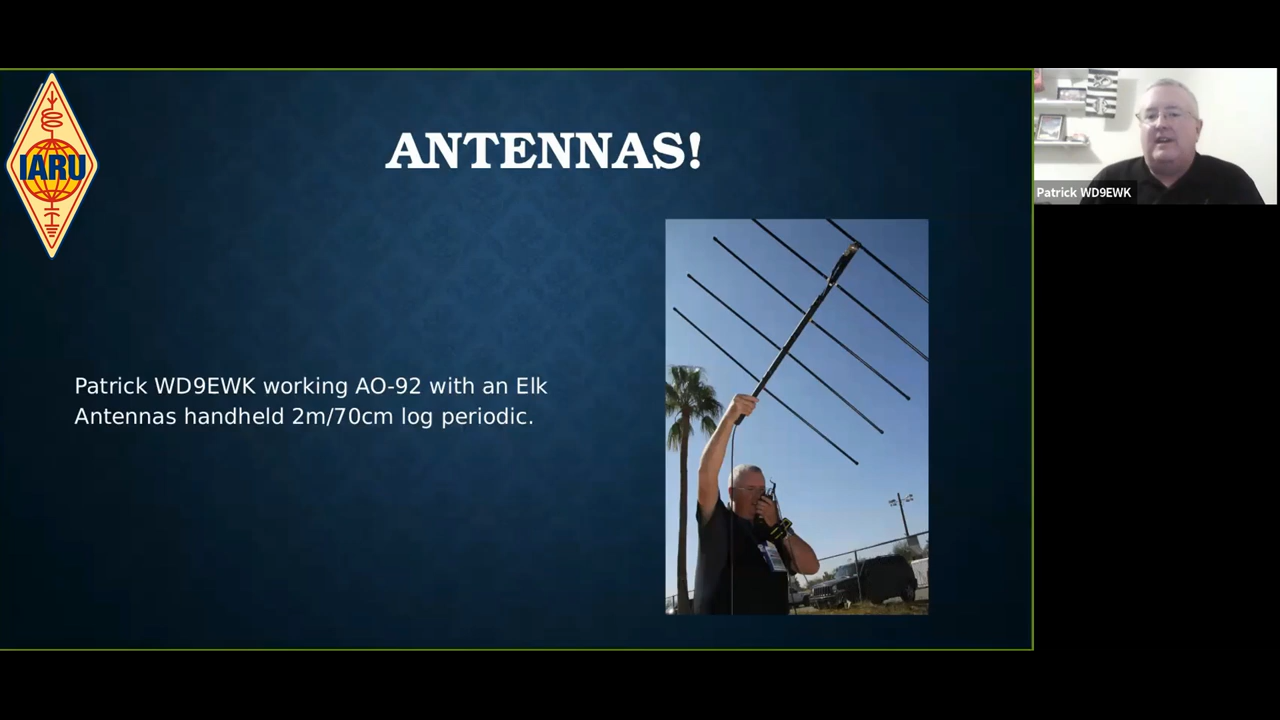 IARU
ANTENNAS!
Patrick WD9EWK working AO-92 with an Elk
Antennas handheld 2m/70cm log periodic.
Patrick WD9EWK